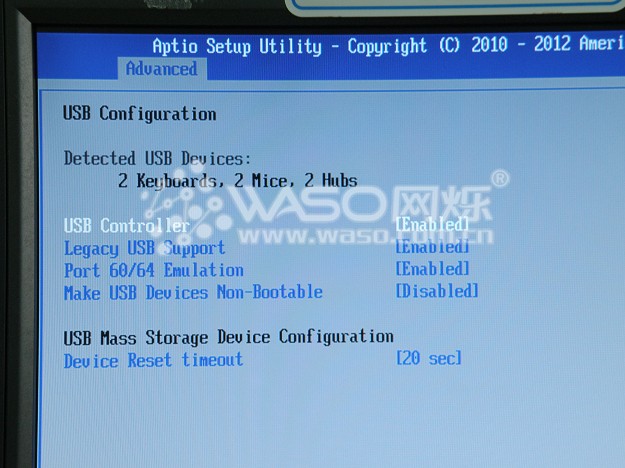 Aptio Setup Utility - Copyright (C) 2010 - 2012 Ameri
Advanced
USB Configuration
Detected USB Devices:
2 Keyboards, 2 Mice, 2 Hubs
WASO网烁®
USB Controller [Enabled]
www.waso.com.cn
Legacy USB Support [Enabled]
Port 60/64 Emulation [Enabled]
Make USB Devices Non-Bootable [Disabled]
USB Mass Storage Device Configuration
Device Reset timeout [20 sec]